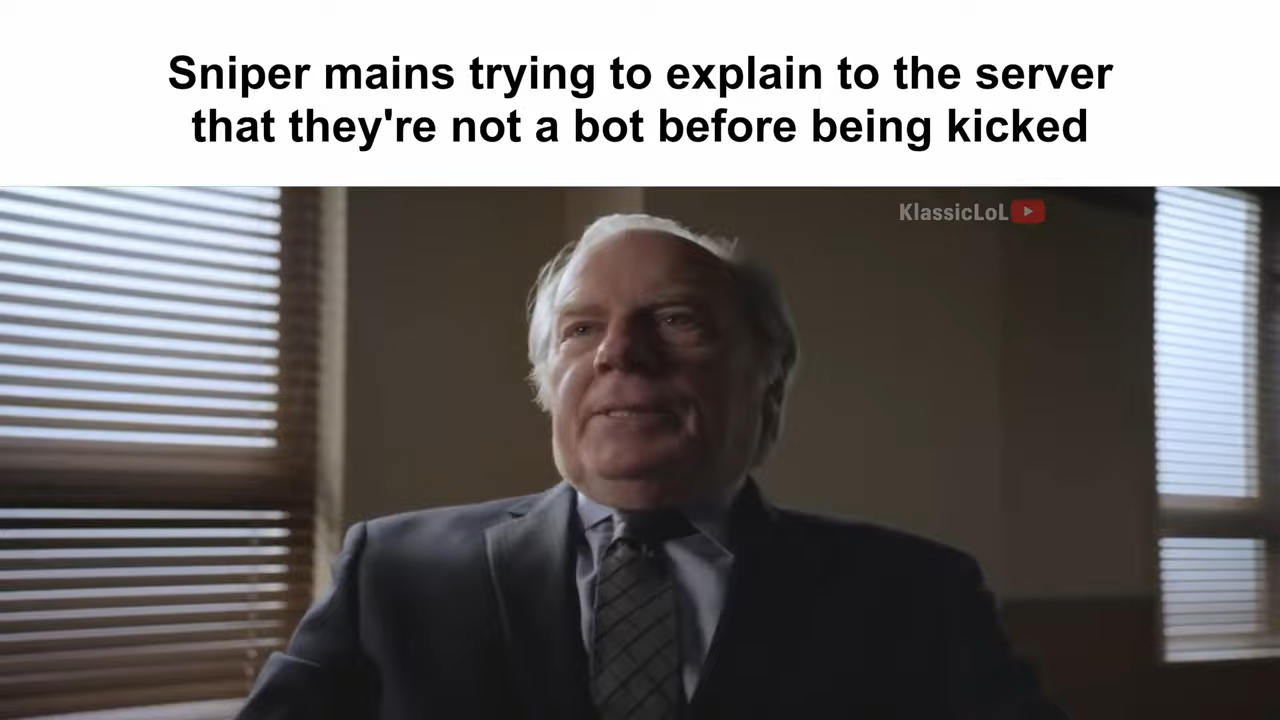 Sniper mains trying to explain to the server
that they're not a bot before being kicked
KlassicLoL